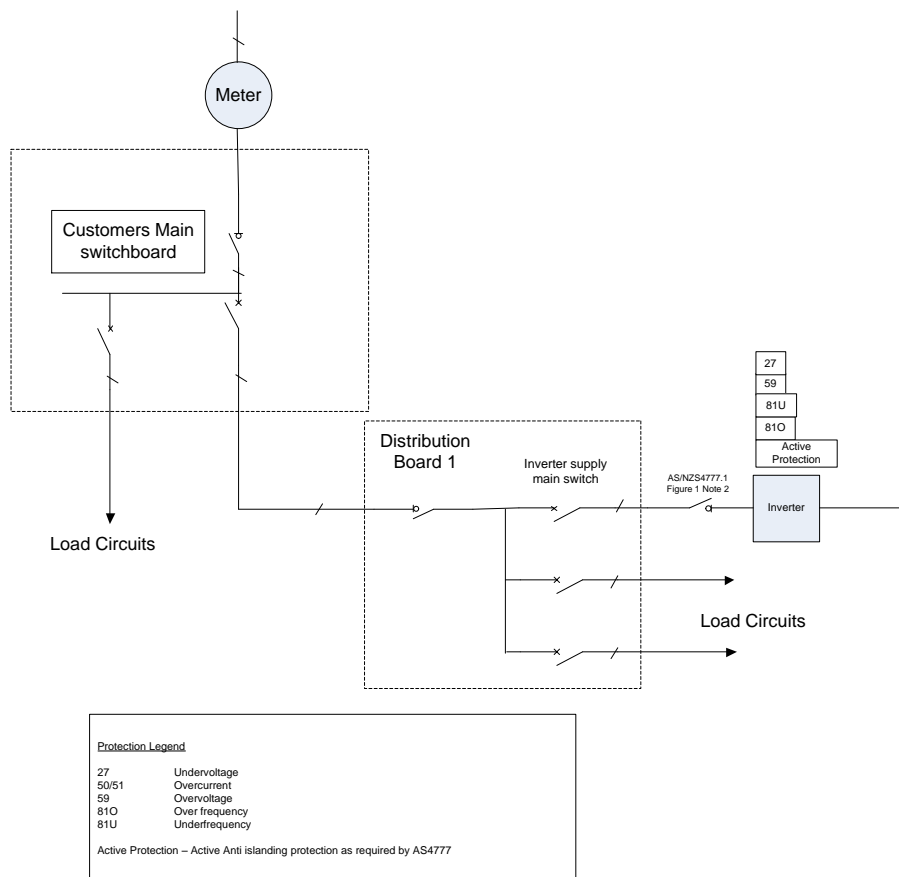 Meter
Customers Main
switchboard
27
59
81U
81O
Active
Protection
Distribution
Board 1
Inverter supply
main switch
AS/NZS4777.1
Figure 1 Note 2
Inverter
Load Circuits
Load Circuits
Protection Legend
27 Undervoltage
50/51 Overcurrent
59 Overvoltage
81O Over frequency
81U Underfrequency
Active Protection – Active Anti islanding protection as required by AS4777